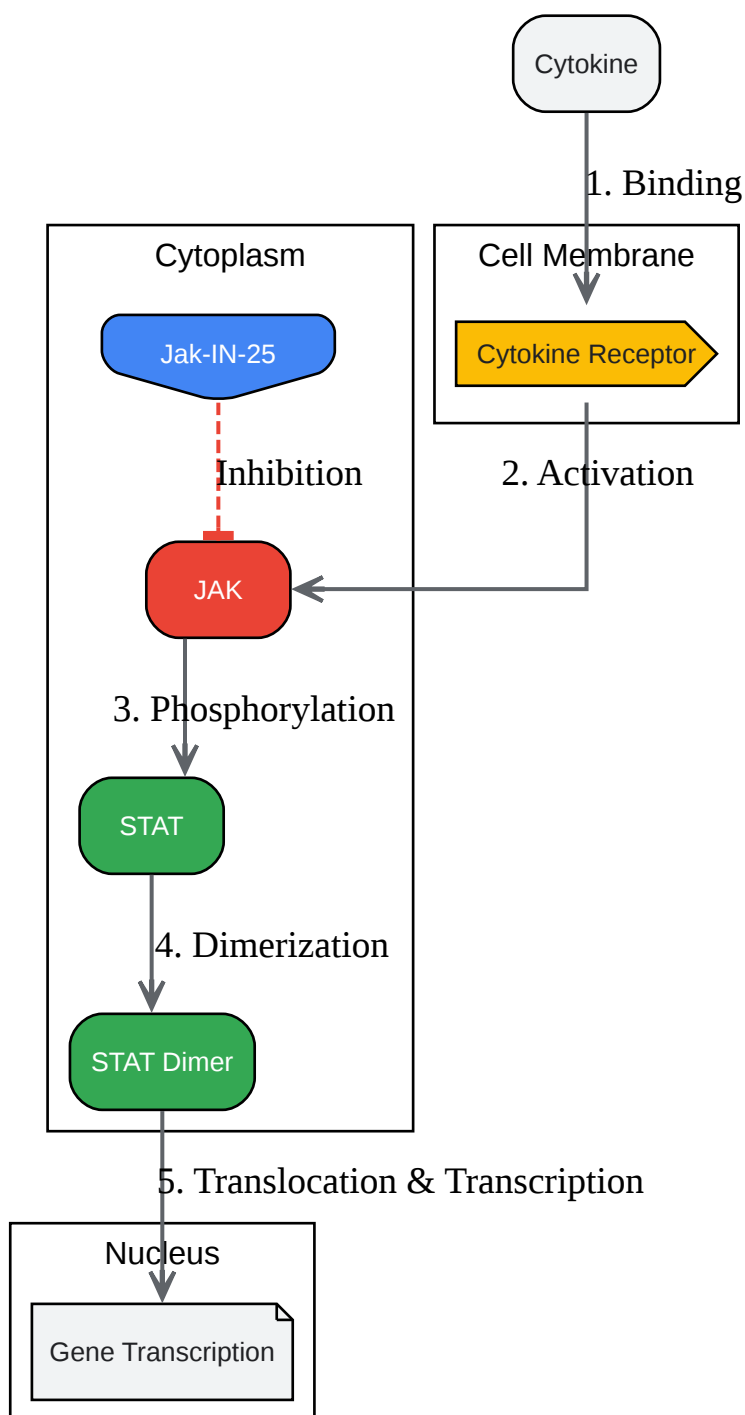 Cytokine
1. Binding
Cytoplasm
Cell Membrane
Jak-IN-25
Cytokine Receptor
Inhibition
2. Activation
JAK
3. Phosphorylation
STAT
4. Dimerization
STAT Dimer
5. Translocation & Transcription
Nucleus
Gene Transcription